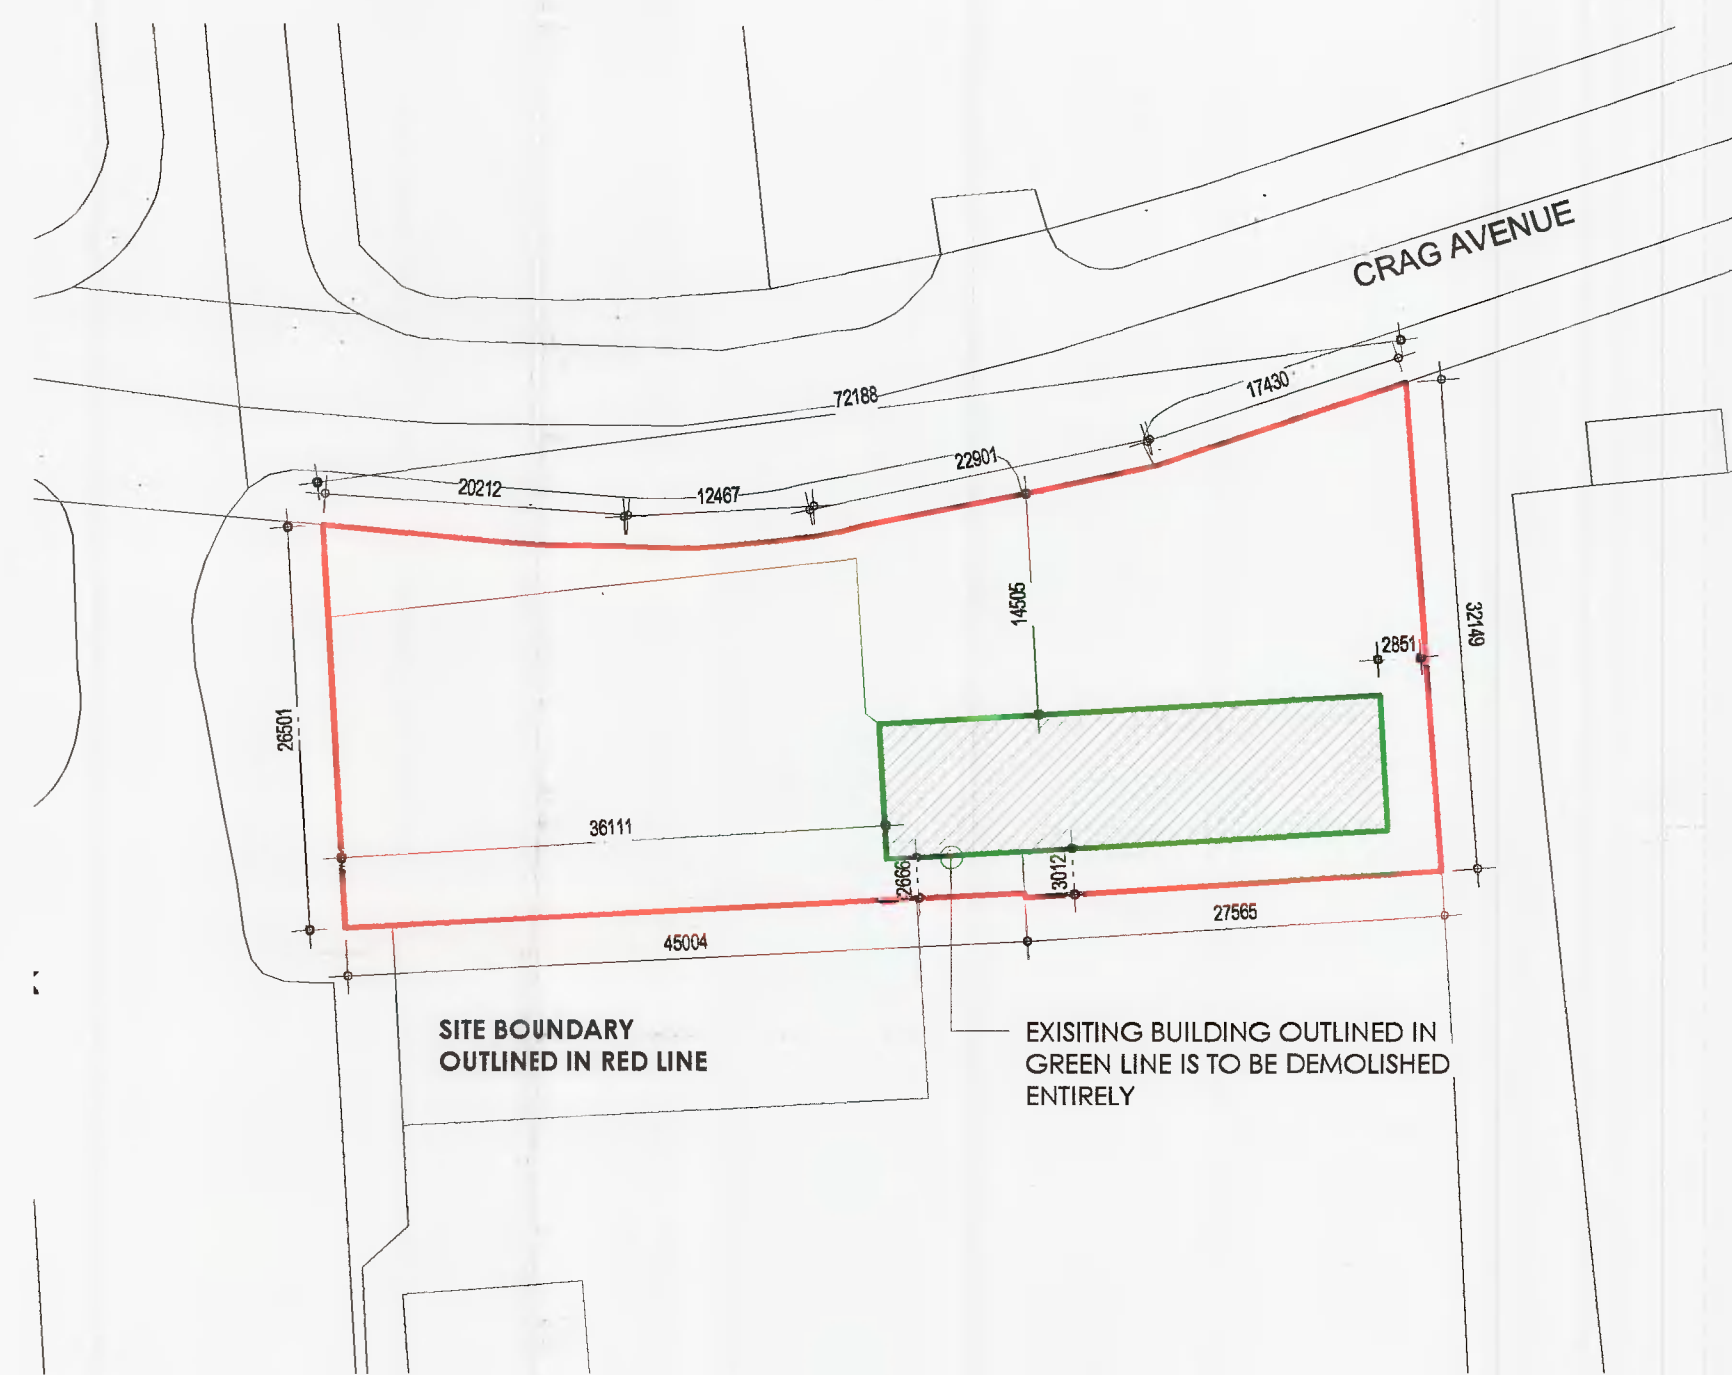 CRAG AVENUE
72188
17430
22901
20212
12467
14505
32149
2851
26501
36111
2666
3012
27565
45004
SITE BOUNDARY
OUTLINED IN RED LINE
EXISITING BUILDING OUTLINED IN
GREEN LINE IS TO BE DEMOLISHED
ENTIRELY